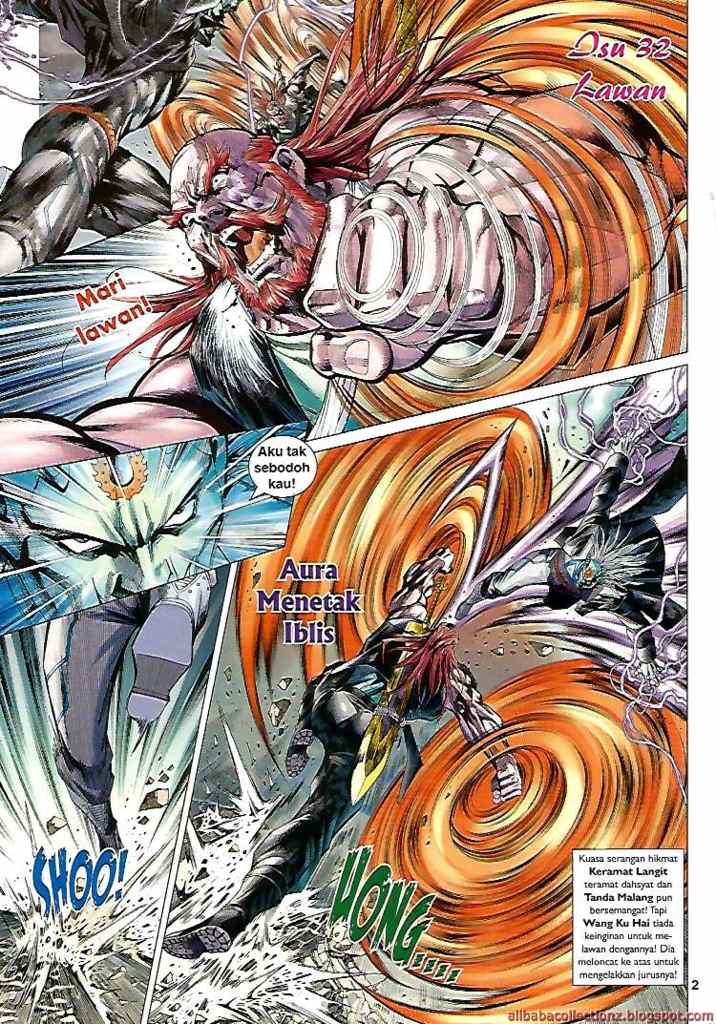 Isu 32
Lawan
Mari
lawan!
Aku tak
sebodoh
kau!
Aura
Menetak
Iblis
SHOO!
HONG....
Kuasa serangan hikmat
Keramat Langit
teramat dahsyat dan
Tanda Malang pun
bersemangat! Tapi
Wang Ku Hai tiada
keinginan untuk me-
lawan dengannya! Dia
meloncat ke atas untuk
mengelakkan jurusnya!
2
alibabacollectionz.blogspot.com